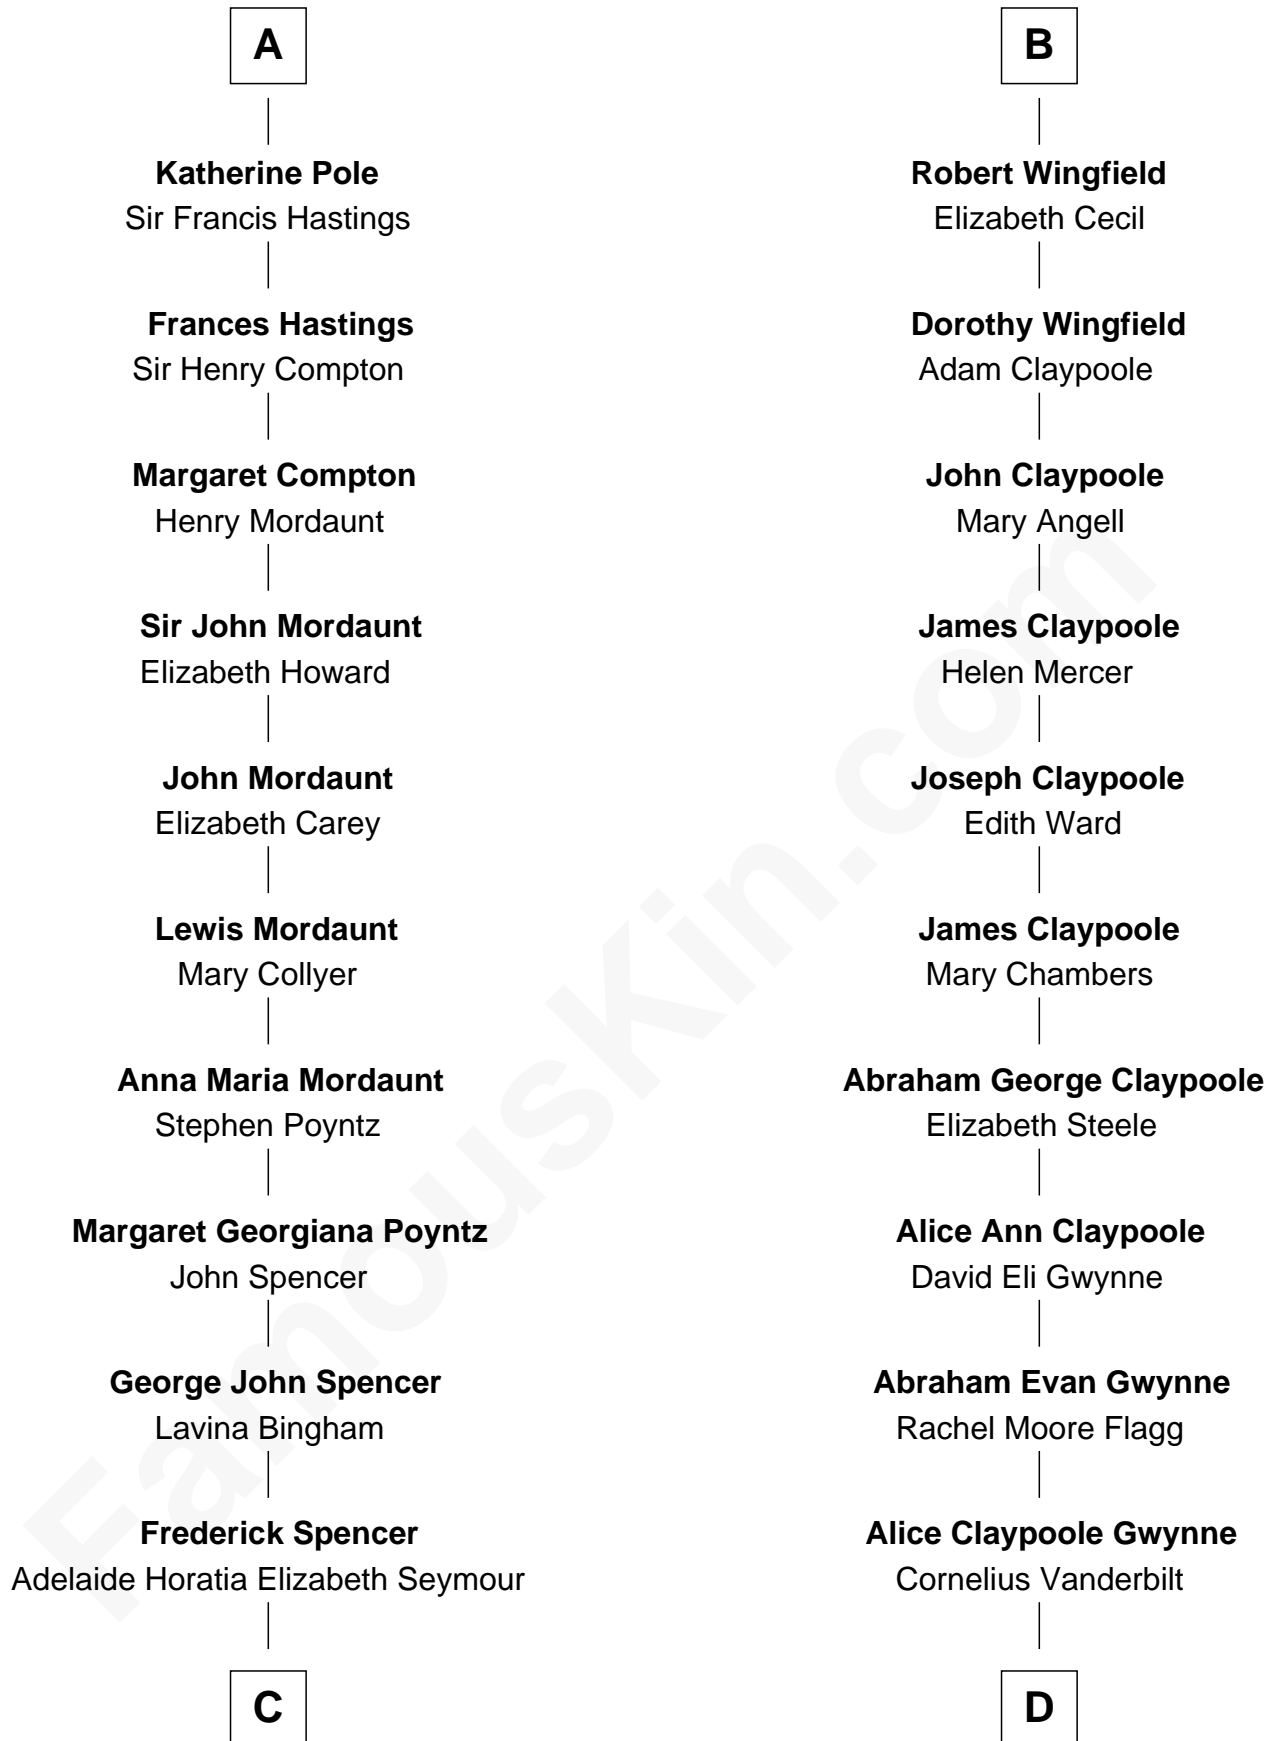 A
Katherine Pole
Sir Francis Hastings
Frances Hastings
Sir Henry Compton
Margaret Compton
Henry Mordaunt
Sir John Mordaunt
Elizabeth Howard
John Mordaunt
Elizabeth Carey
Lewis Mordaunt
Mary Collyer
Anna Maria Mordaunt
Stephen Poyntz
Margaret Georgiana Poyntz
John Spencer
George John Spencer
Lavina Bingham
Frederick Spencer
Adelaide Horatia Elizabeth Seymour
C
B
Robert Wingfield
Elizabeth Cecil
Dorothy Wingfield
Adam Claypoole
John Claypoole
Mary Angell
James Claypoole
Helen Mercer
Joseph Claypoole
Edith Ward
James Claypoole
Mary Chambers
Abraham George Claypoole
Elizabeth Steele
Alice Ann Claypoole
David Eli Gwynne
Abraham Evan Gwynne
Rachel Moore Flagg
Alice Claypoole Gwynne
Cornelius Vanderbilt
D
FamousKin.com